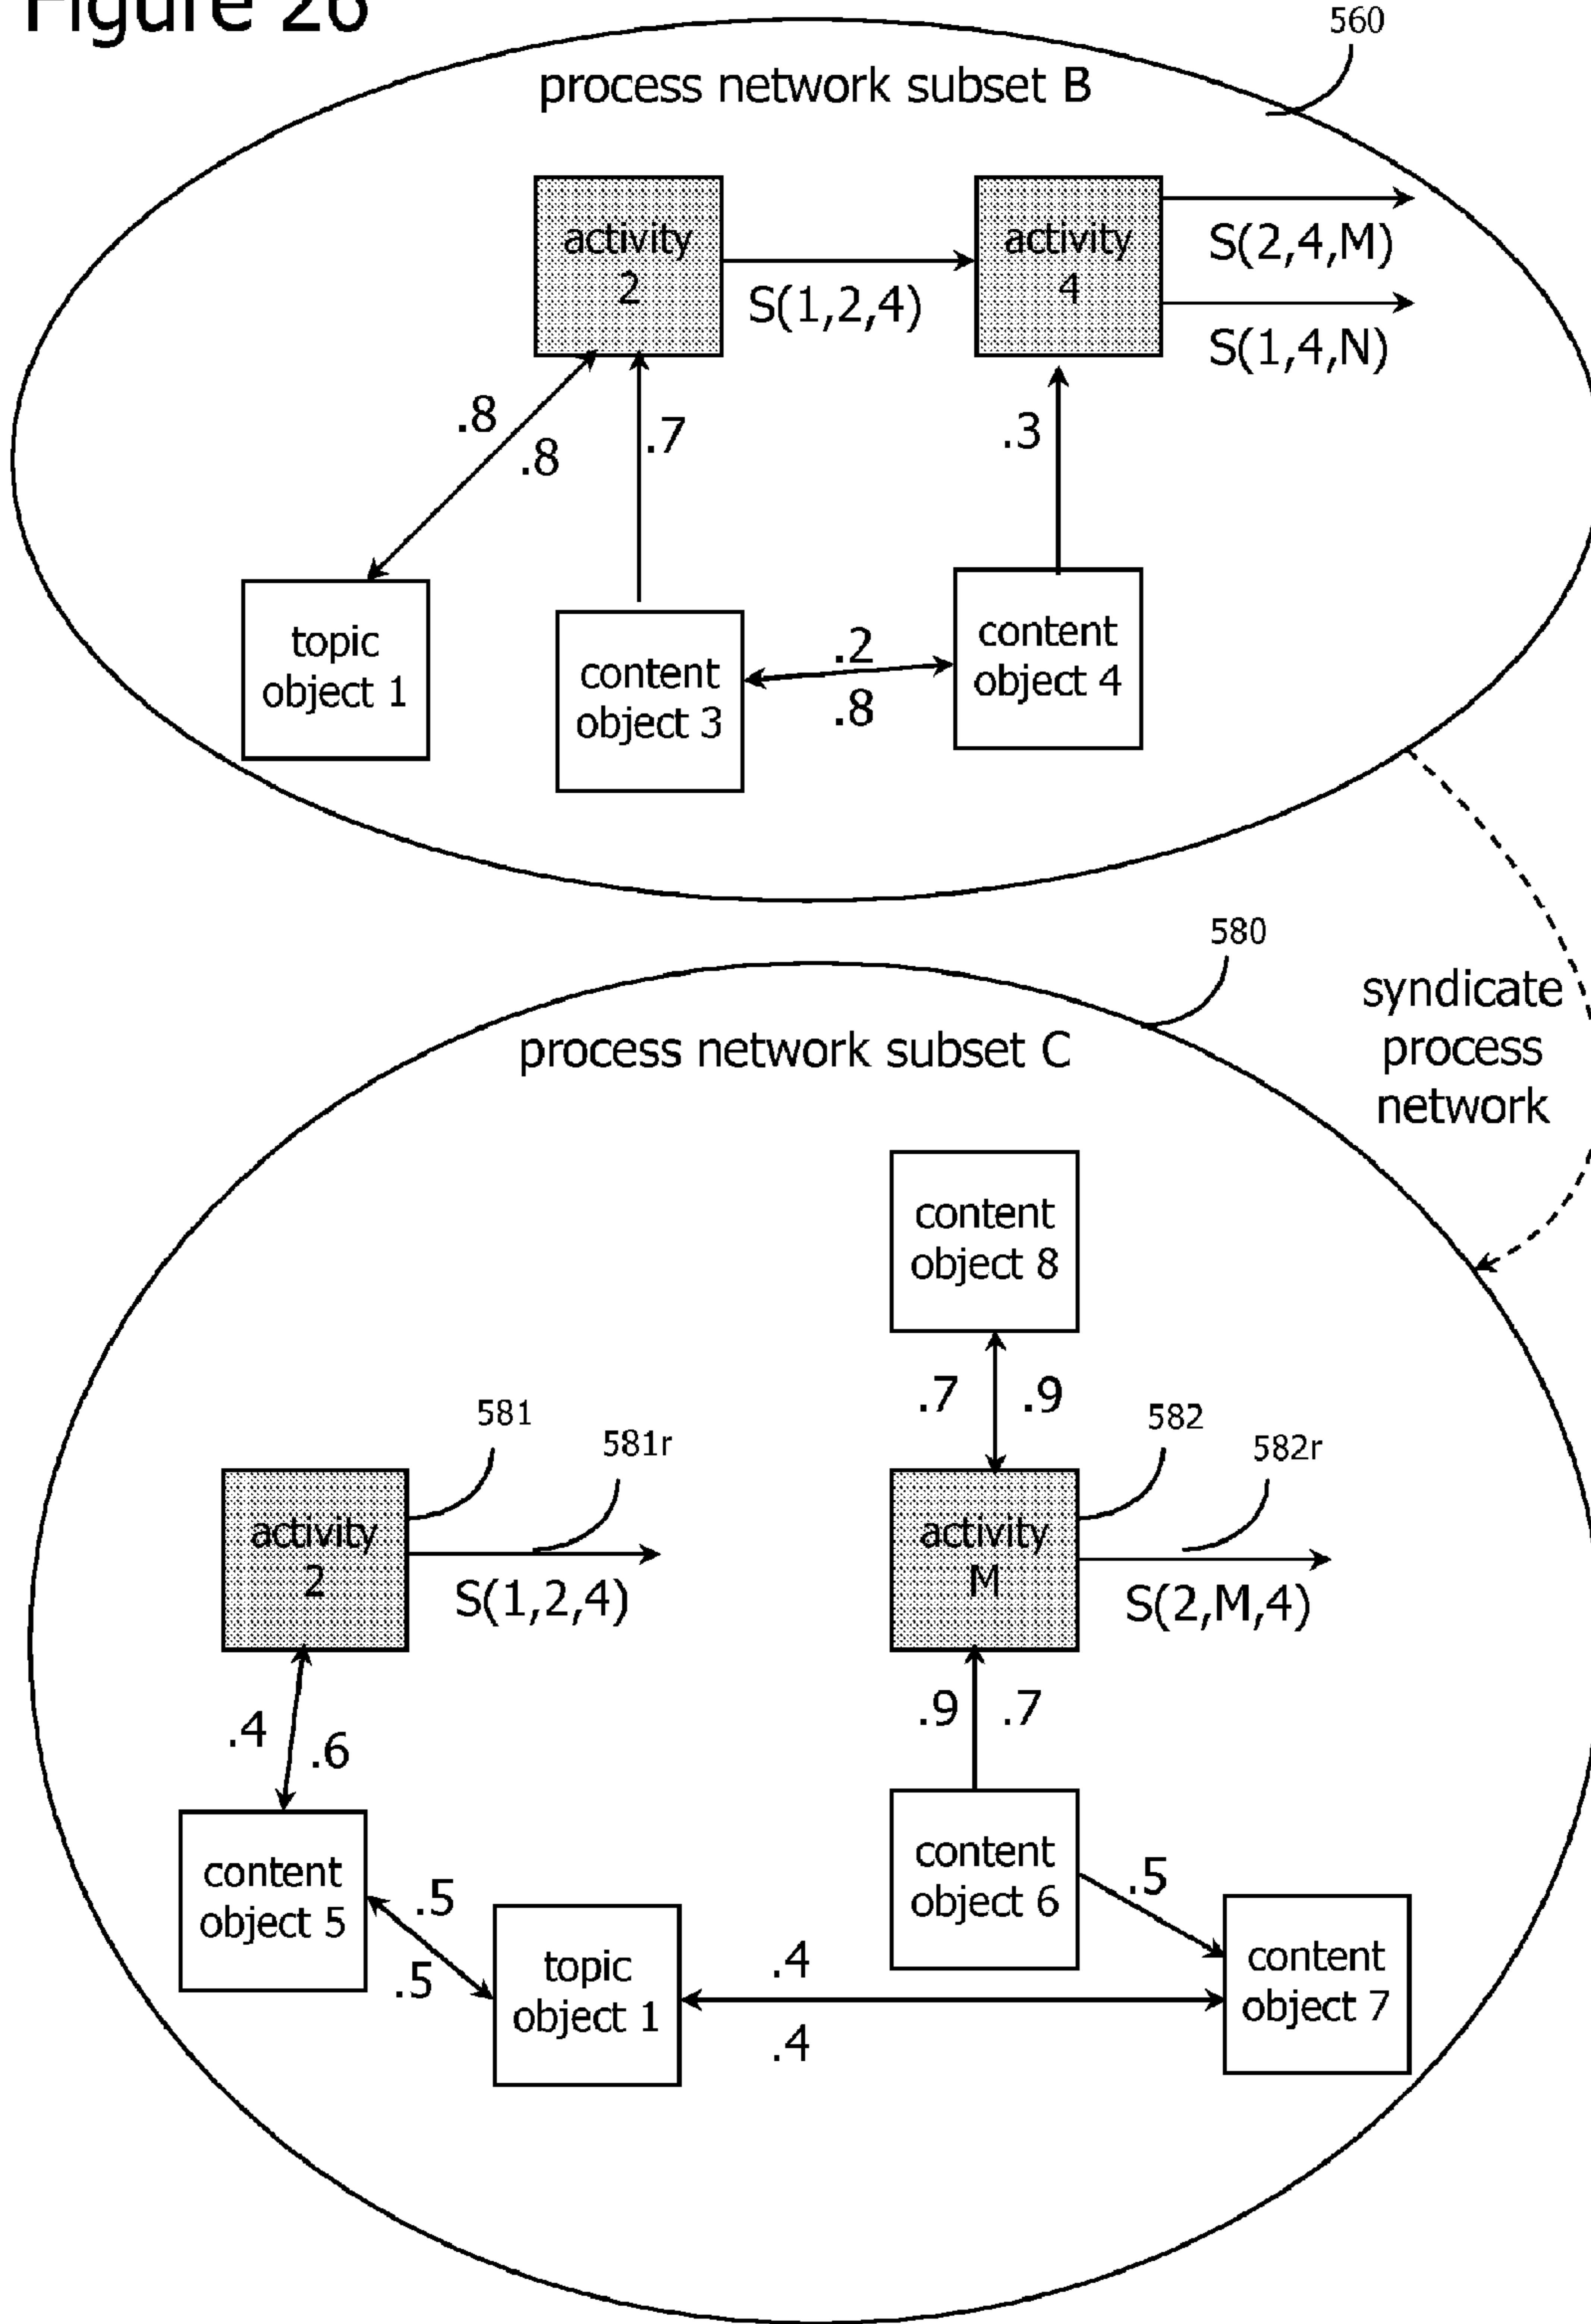 Figure 26
560
process network subset B
activity
2
S(1,2,4)
activity
4
S(2,4,M)
S(1,4,N)
.8
.8
.7
.3
topic
object 1
content
object 3
.2
.8
content
object 4
580
syndicate
process
network
process network subset C
content
object 8
.7
.9
581
581r
582
582r
activity
2
S(1,2,4)
activity
M
S(2,M,4)
.4
.6
.9
.7
content
object 5
.5
.5
topic
object 1
content
object 6
.5
.4
.4
content
object 7